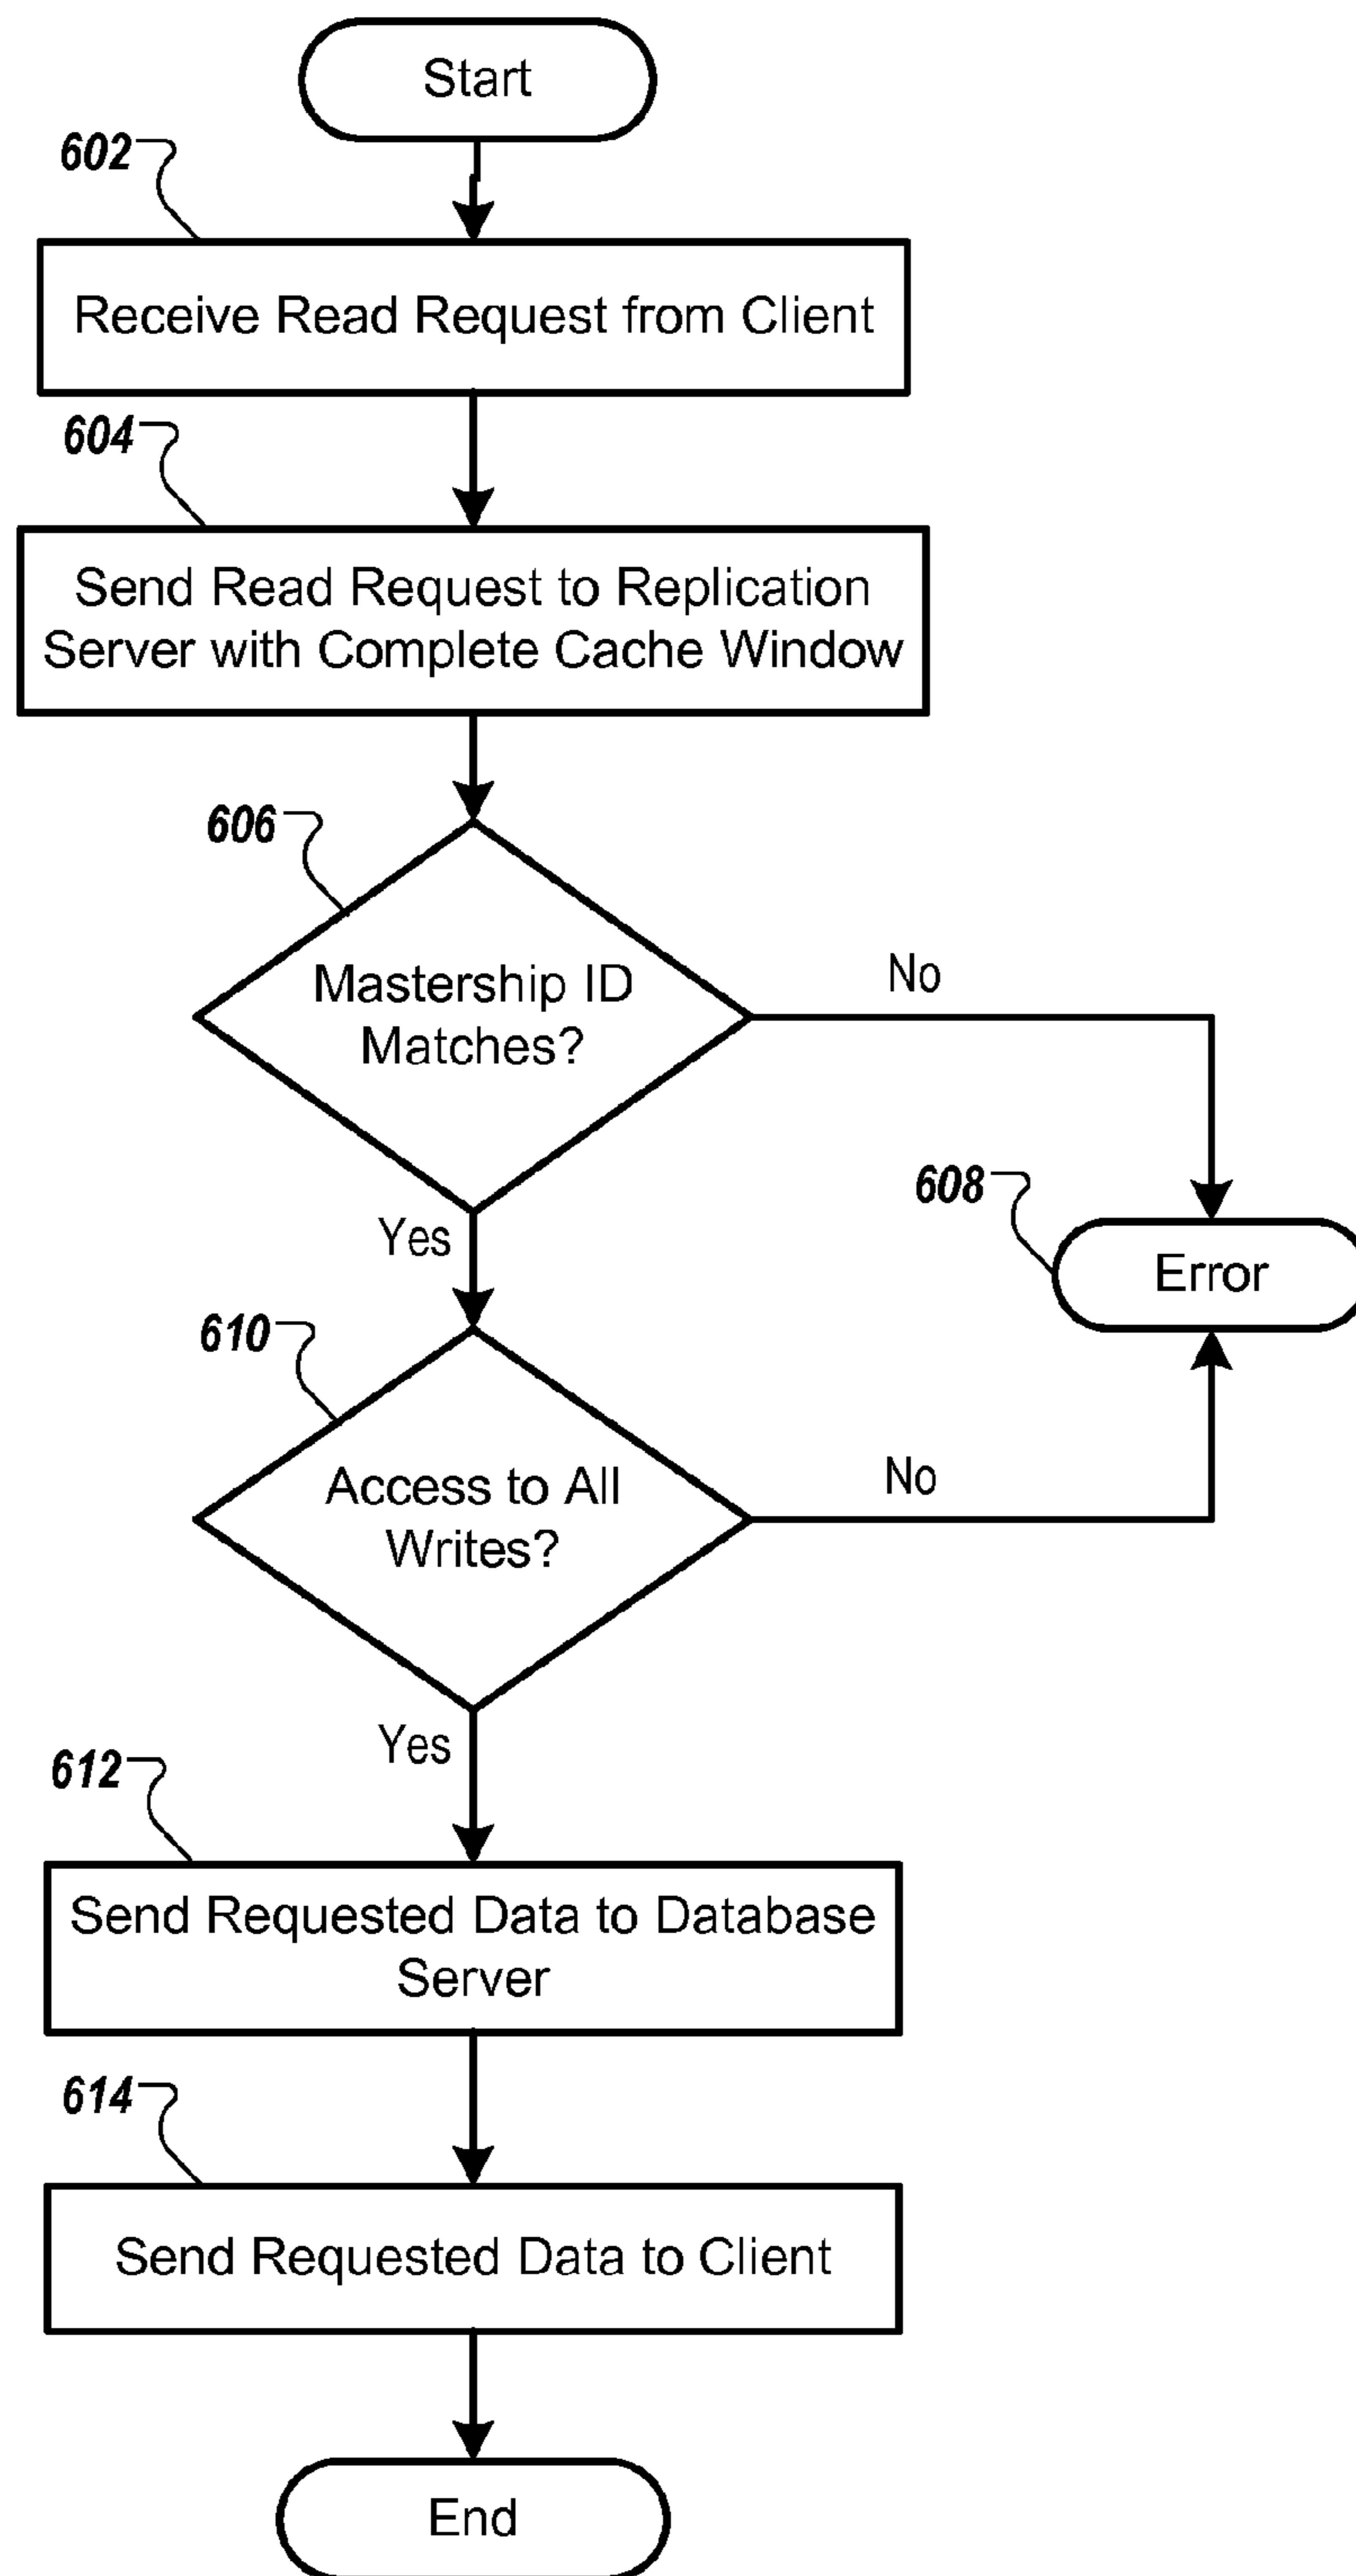 Start
602
Receive Read Request from Client
604
Send Read Request to Replication
Server with Complete Cache Window
606
Mastership ID
Matches?
No
Yes
608
Error
610
Access to All
Writes?
No
Yes
612
Send Requested Data to Database
Server
614
Send Requested Data to Client
End